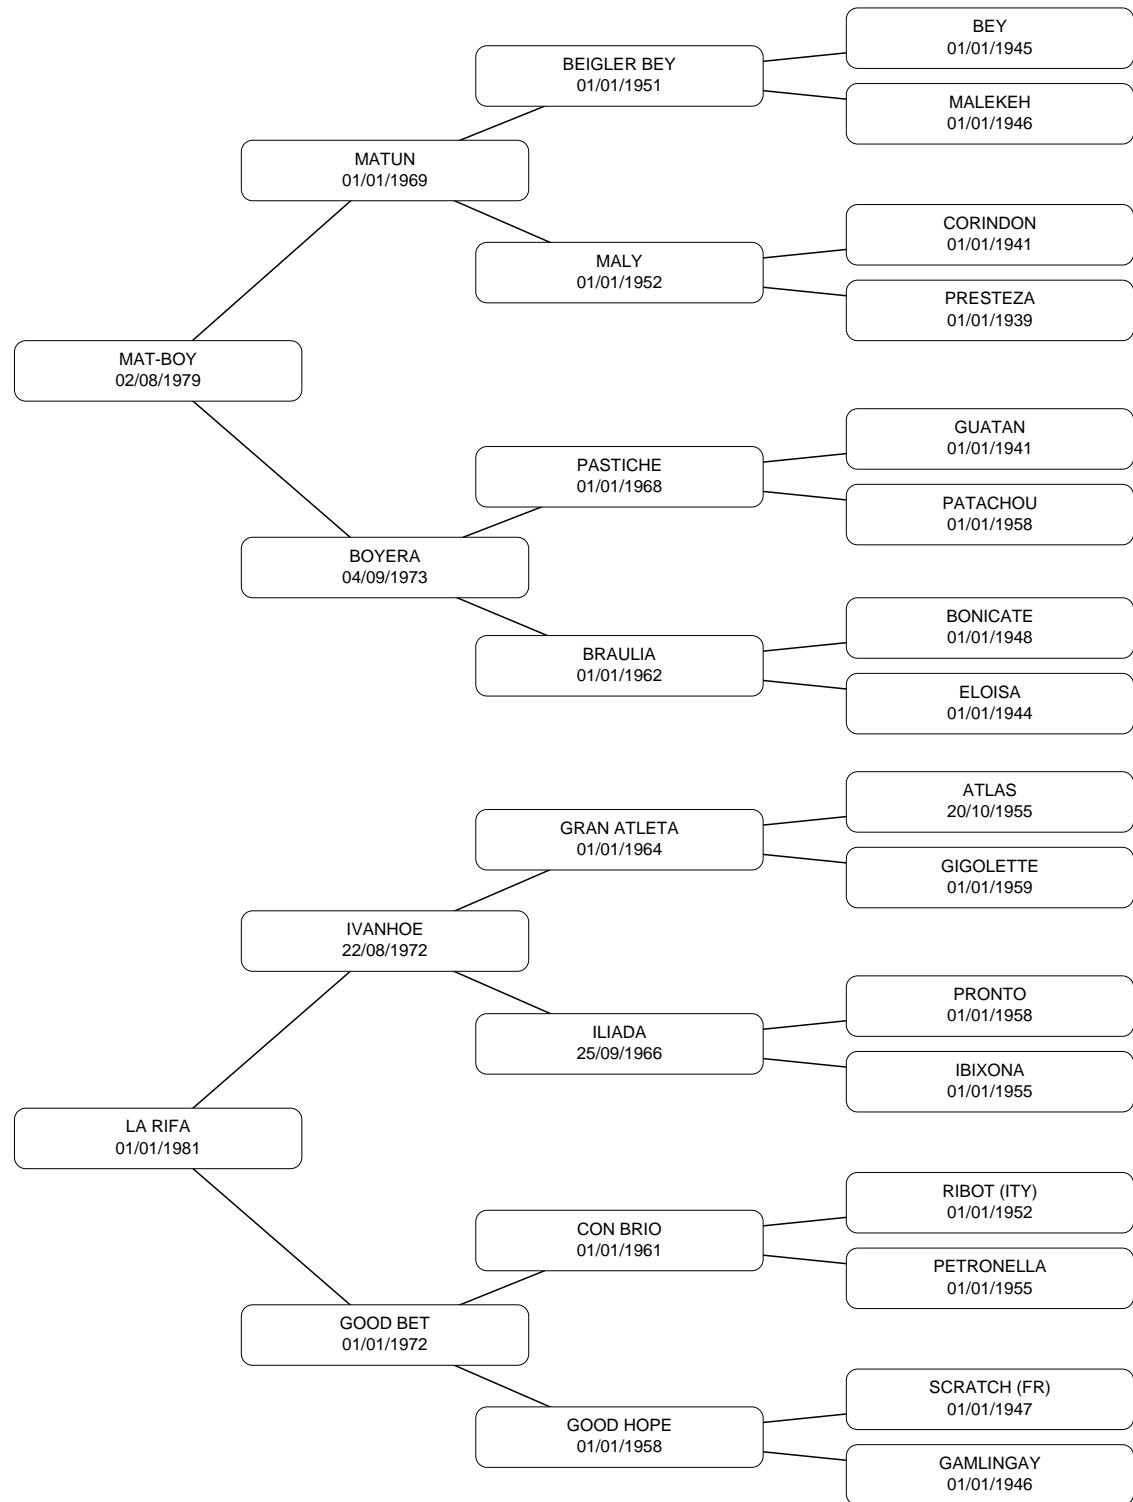 BEY
01/01/1945
BEIGLER BEY
01/01/1951
MALEKEH
01/01/1946
MATUN
01/01/1969
CORINDON
01/01/1941
MALY
01/01/1952
PRESTEZA
01/01/1939
MAT-BOY
02/08/1979
GUATAN
01/01/1941
PASTICHE
01/01/1968
PATACHOU
01/01/1958
BOYERA
04/09/1973
BONICATE
01/01/1948
BRAULIA
01/01/1962
ELOISA
01/01/1944
ATLAS
20/10/1955
GRAN ATLETA
01/01/1964
GIGOLETTE
01/01/1959
IVANHOE
22/08/1972
PRONTO
01/01/1958
ILIADA
25/09/1966
IBIXONA
01/01/1955
LA RIFA
01/01/1981
RIBOT (ITY)
01/01/1952
CON BRIO
01/01/1961
PETRONELLA
01/01/1955
GOOD BET
01/01/1972
SCRATCH (FR)
01/01/1947
GOOD HOPE
01/01/1958
GAMLINGAY
01/01/1946